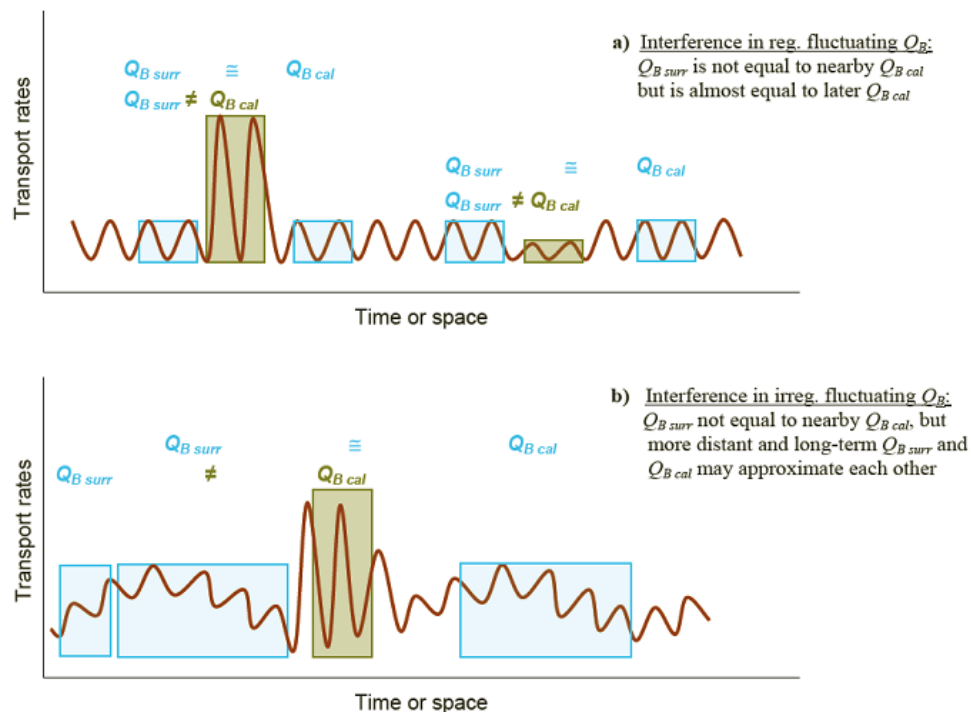 a) Interference in reg. fluctuating QB:
QB surr is not equal to nearby QB cal
but is almost equal to later QB cal
QB surr ≅ QB cal
QB surr ≠ QB cal
QB surr ≅ QB cal
QB surr ≠ QB cal
Transport rates
Time or space
b) Interference in irreg. fluctuating QB:
QB surr not equal to nearby QB cal, but
more distant and long-term QB surr and
QB cal may approximate each other
QB surr ≅ QB cal
QB surr ≠ QB cal
Transport rates
Time or space